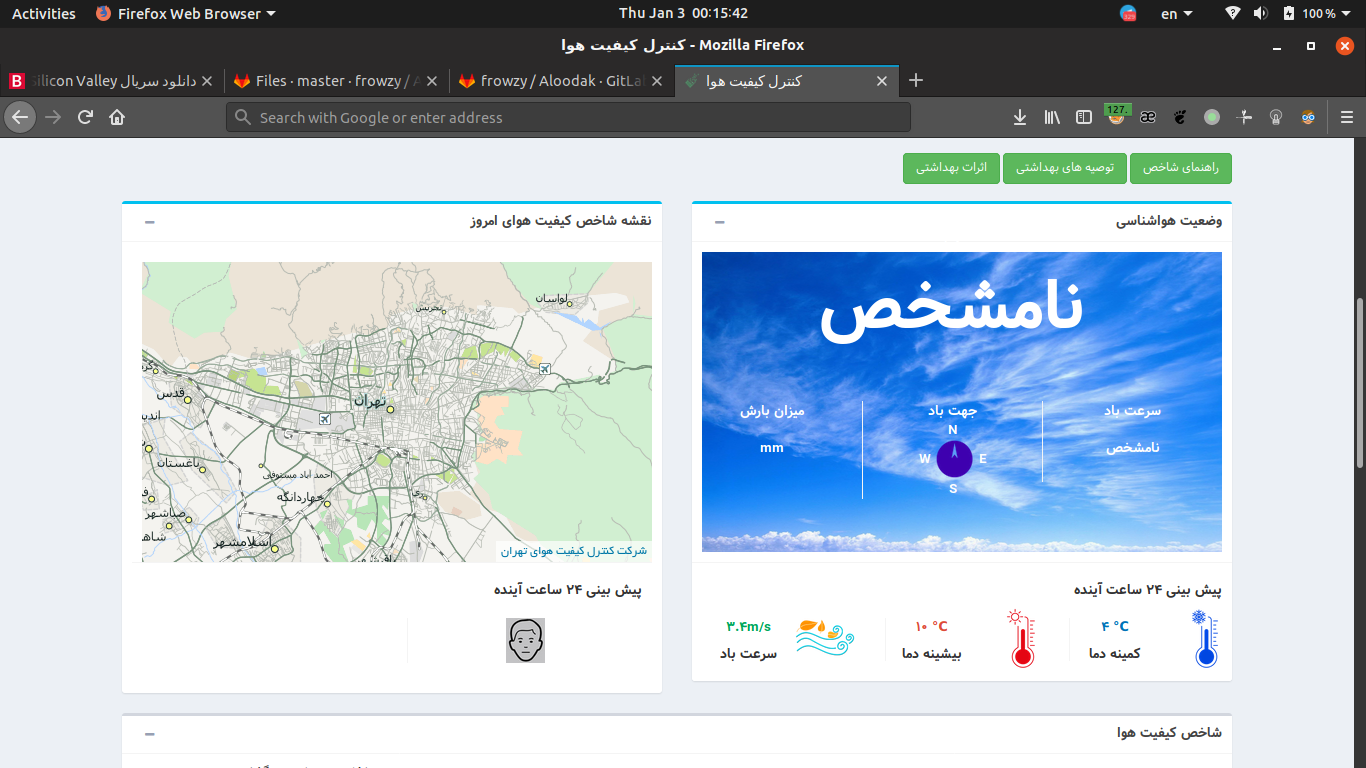 Activities
Firefox Web Browser
Thu Jan 3 00:15:42
329
en
100 %
کنترل کیفیت هوا - Mozilla Firefox
B
دانلود سریال Silicon Valley
Files · master · frowzy /
frowzy / Aloodak · GitLa
کنترل کیفیت هوا
Search with Google or enter address
127.
æ
راهنمای شاخص
توصیه های بهداشتی
اثرات بهداشتی
وضعیت هواشناسی
نامشخص
سرعت باد
نامشخص
جهت باد
N
W
E
S
میزان بارش
mm
پیش بینی ۲۴ ساعت آینده
۴ °C
کمینه دما
۱۰ °C
بیشینه دما
۳.۴m/s
سرعت باد
نقشه شاخص کیفیت هوای امروز
لواسان
تجریش
قدس
تهران
باغستان
احمد آباد مستوفی
چهاردانگه
ری
صباشهر
اسلامشهر
شرکت کنترل کیفیت هوای تهران
پیش بینی ۲۴ ساعت آینده
شاخص کیفیت هوا